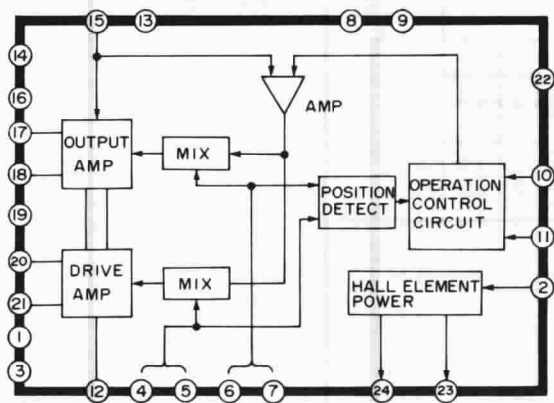 15
13
8
9
14
AMP
22
16
17
OUTPUT
AMP
MIX
18
POSITION
DETECT
OPERATION
CONTROL
CIRCUIT
10
19
11
20
DRIVE
AMP
MIX
HALL ELEMENT
POWER
2
21
1
3
12
4
5
6
7
24
23